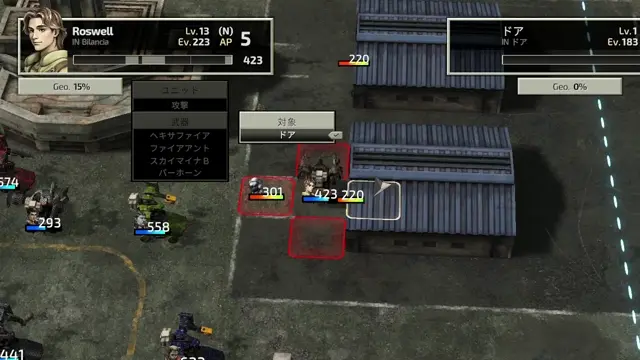 Roswell
Lv.13 (N)
IN Bilancia
Ev.223 AP 5
423
Geo. 15%
ドア
Lv.1
IN ドア
Ev.183
Geo. 0%
ユニット
攻撃
武器
ヘキサファイア
ファイアアント
スカイマイナB
バーホーン
対象
ドア
220
574
293
558
301
423
220
441